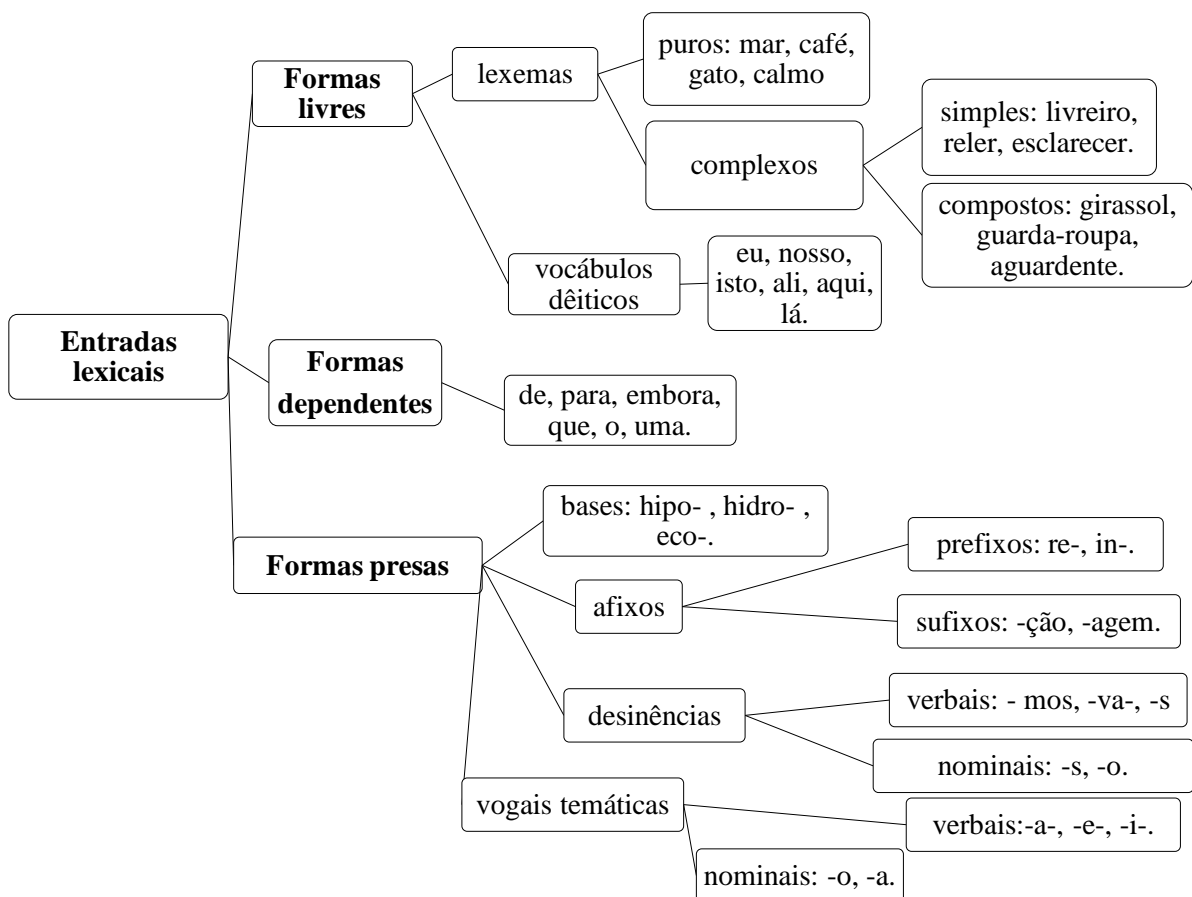 Entradas
lexicais
Formas
livres
lexemas
puros: mar, café,
gato, calmo
complexos
simples: livreiro,
reler, esclarecer.
compostos: girassol,
guarda-roupa,
aguardente.
vocábulos
dêiticos
eu, nosso,
isto, ali, aqui,
lá.
Formas
dependentes
de, para, embora,
que, o, uma.
Formas presas
bases: hipo- , hidro- ,
eco-.
afixos
prefixos: re-, in-.
sufixos: -ção, -agem.
desinências
verbais: - mos, -va-, -s
nominais: -s, -o.
vogais temáticas
verbais:-a-, -e-, -i-.
nominais: -o, -a.